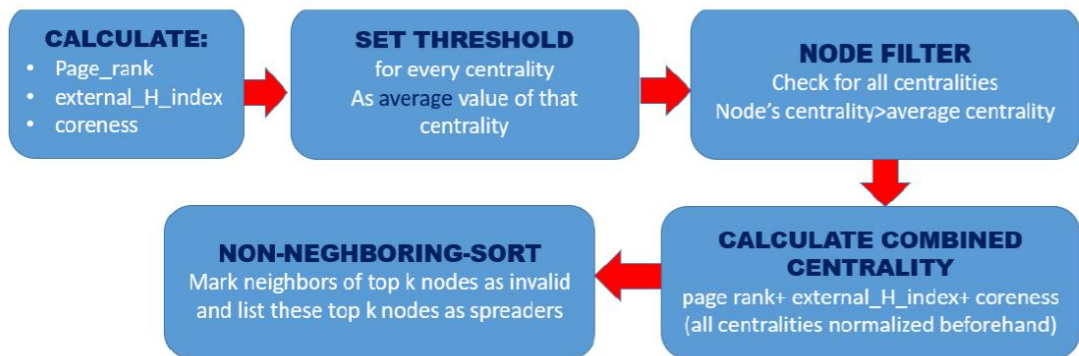 CALCULATE:
• Page_rank
• external_H_index
• coreness
SET THRESHOLD
for every centrality
As average value of that
centrality
NODE FILTER
Check for all centralities
Node's centrality>average centrality
CALCULATE COMBINED
CENTRALITY
page rank+ external_H_index+ coreness
(all centralities normalized beforehand)
NON-NEGHBORING-SORT
Mark neighbors of top k nodes as invalid
and list these top k nodes as spreaders